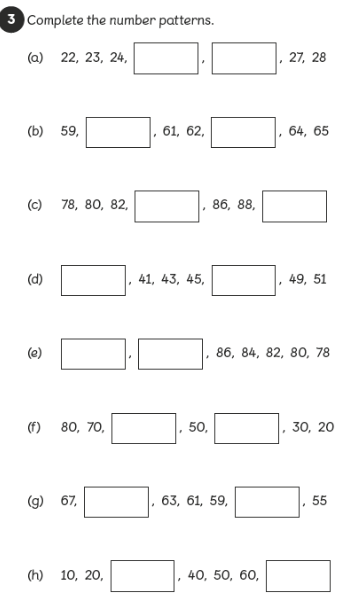 3 Complete the number patterns.
(a) 22, 23, 24, , , 27, 28
(b) 59, , 61, 62, , 64, 65
(c) 78, 80, 82, , 86, 88,
(d) , 41, 43, 45, , 49, 51
(e) , , 86, 84, 82, 80, 78
(f) 80, 70, , 50, , 30, 20
(g) 67, , 63, 61, 59, , 55
(h) 10, 20, , 40, 50, 60,